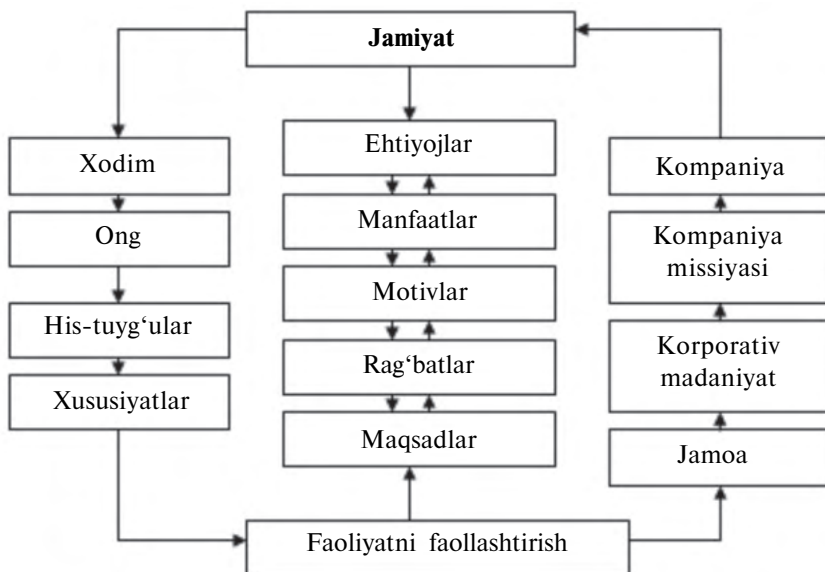 Jamiyat
Xodim
Ong
His-tuyg‘ular
Xususiyatlar
Ehtiyojlar
Manfaatlar
Motivlar
Rag‘batlar
Maqsadlar
Kompaniya
Kompaniya
missiyasi
Korporativ
madaniyat
Jamoa
Faoliyatni faollashtirish